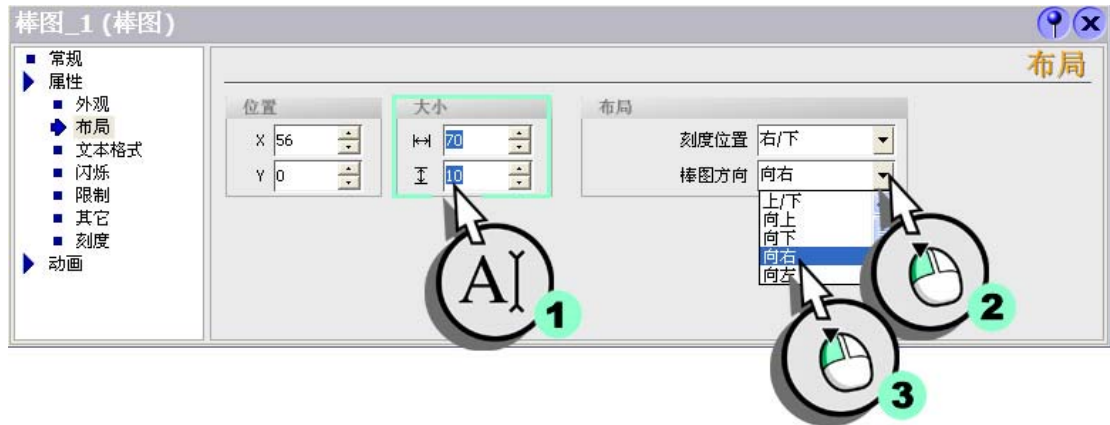 棒图_1 (棒图)
常规
属性
外观
布局
文本格式
闪烁
限制
其它
刻度
动画
布局
位置
X 56
Y 0
大小
70
10
布局
刻度位置 右/下
棒图方向 向右
上/下
向上
向下
向右
向左
A
1
2
3